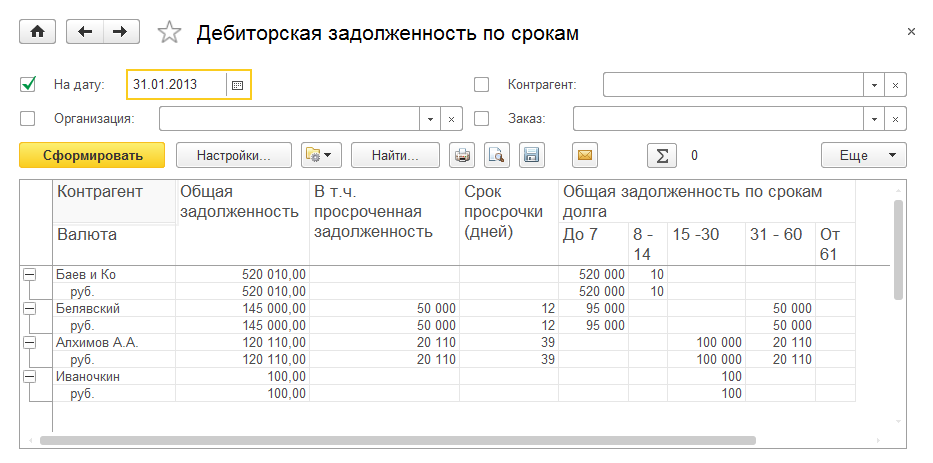 Дебиторская задолженность по срокам
На дату: 31.01.2013 Контрагент:
Организация: Заказ:
Сформировать Настройки... Найти... Σ 0 Еще
Контрагент Общая задолженность В т.ч. просроченная задолженность Срок просрочки (дней) Общая задолженность по срокам долга
Валюта До 7 8 - 14 15 -30 31 - 60 От 61
Баев и Ко 520 010,00 520 000 10
руб. 520 010,00 520 000 10
Белявский 145 000,00 50 000 12 95 000 50 000
руб. 145 000,00 50 000 12 95 000 50 000
Алхимов А.А. 120 110,00 20 110 39 100 000 20 110
руб. 120 110,00 20 110 39 100 000 20 110
Иваночкин 100,00 100
руб. 100,00 100